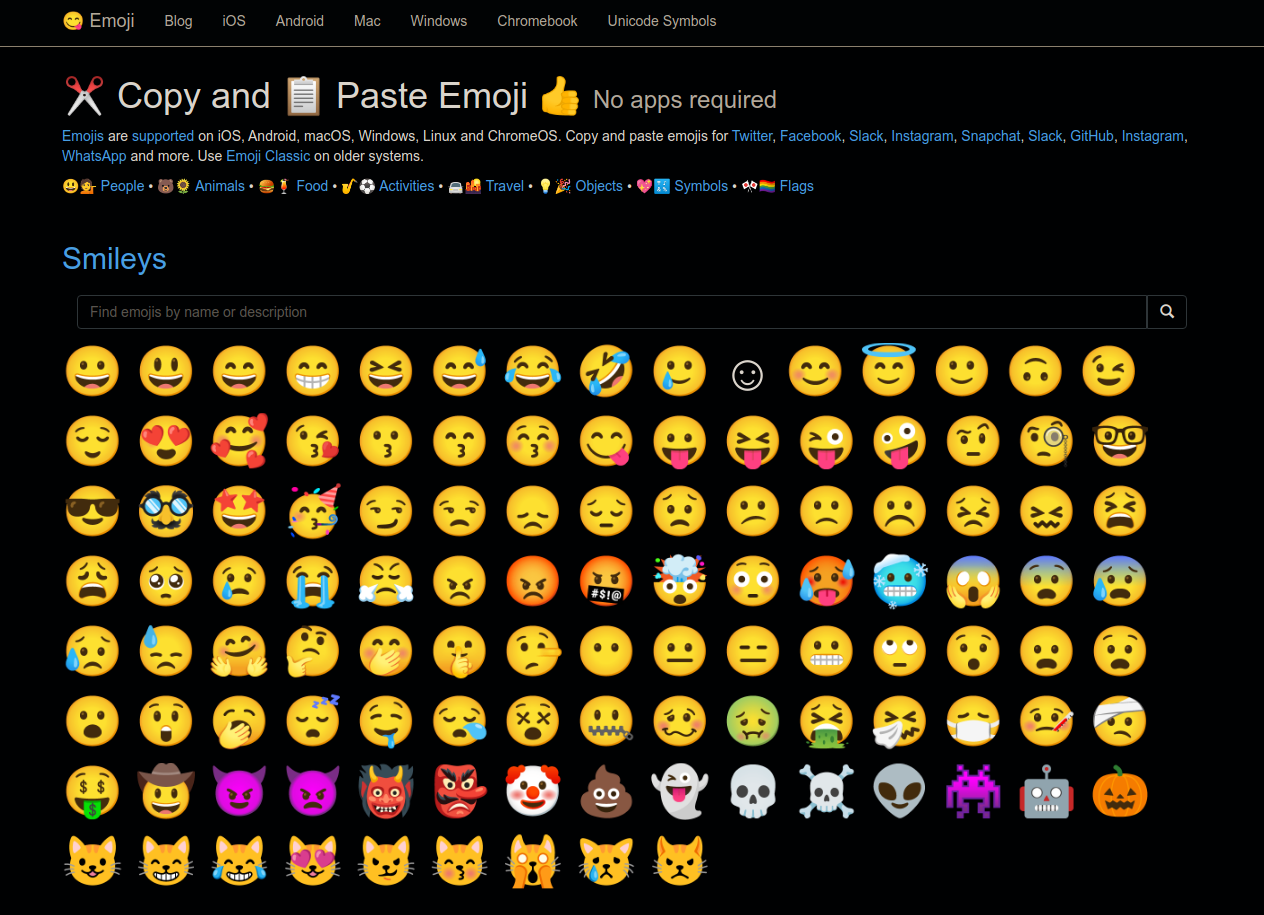 Emoji Blog iOS Android Mac Windows Chromebook Unicode Symbols
Copy and Paste Emoji No apps required
Emojis are supported on iOS, Android, macOS, Windows, Linux and ChromeOS. Copy and paste emojis for Twitter, Facebook, Slack, Instagram, Snapchat, Slack, GitHub, Instagram,
WhatsApp and more. Use Emoji Classic on older systems.
People • Animals • Food • Activities • Travel • Objects • Symbols • Flags
Smileys
Find emojis by name or description
#$!@